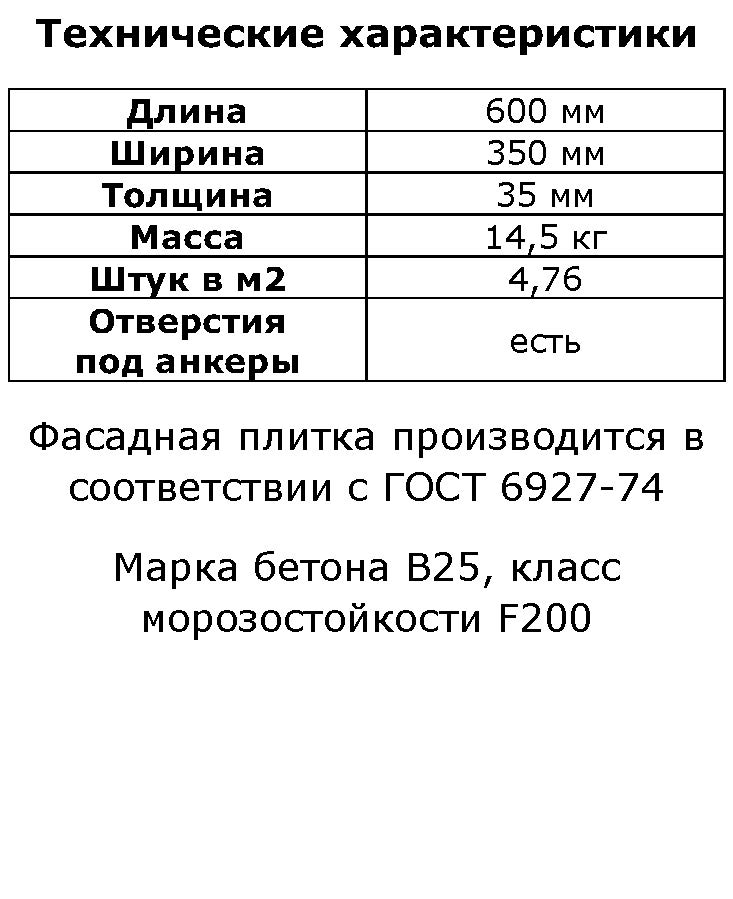 Технические характеристики
Длина 600 мм
Ширина 350 мм
Толщина 35 мм
Масса 14,5 кг
Штук в м2 4,76
Отверстия
под анкеры есть
Фасадная плитка производится в
соответствии с ГОСТ 6927-74
Марка бетона В25, класс
морозостойкости F200